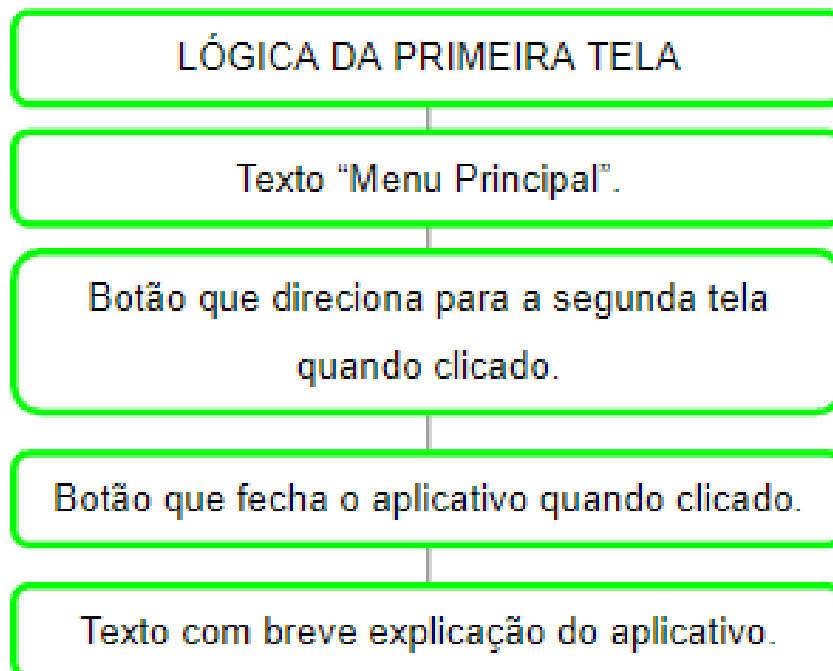 LÓGICA DA PRIMEIRA TELA
Texto “Menu Principal”.
Botão que direciona para a segunda tela
quando clicado.
Botão que fecha o aplicativo quando clicado.
Texto com breve explicação do aplicativo.